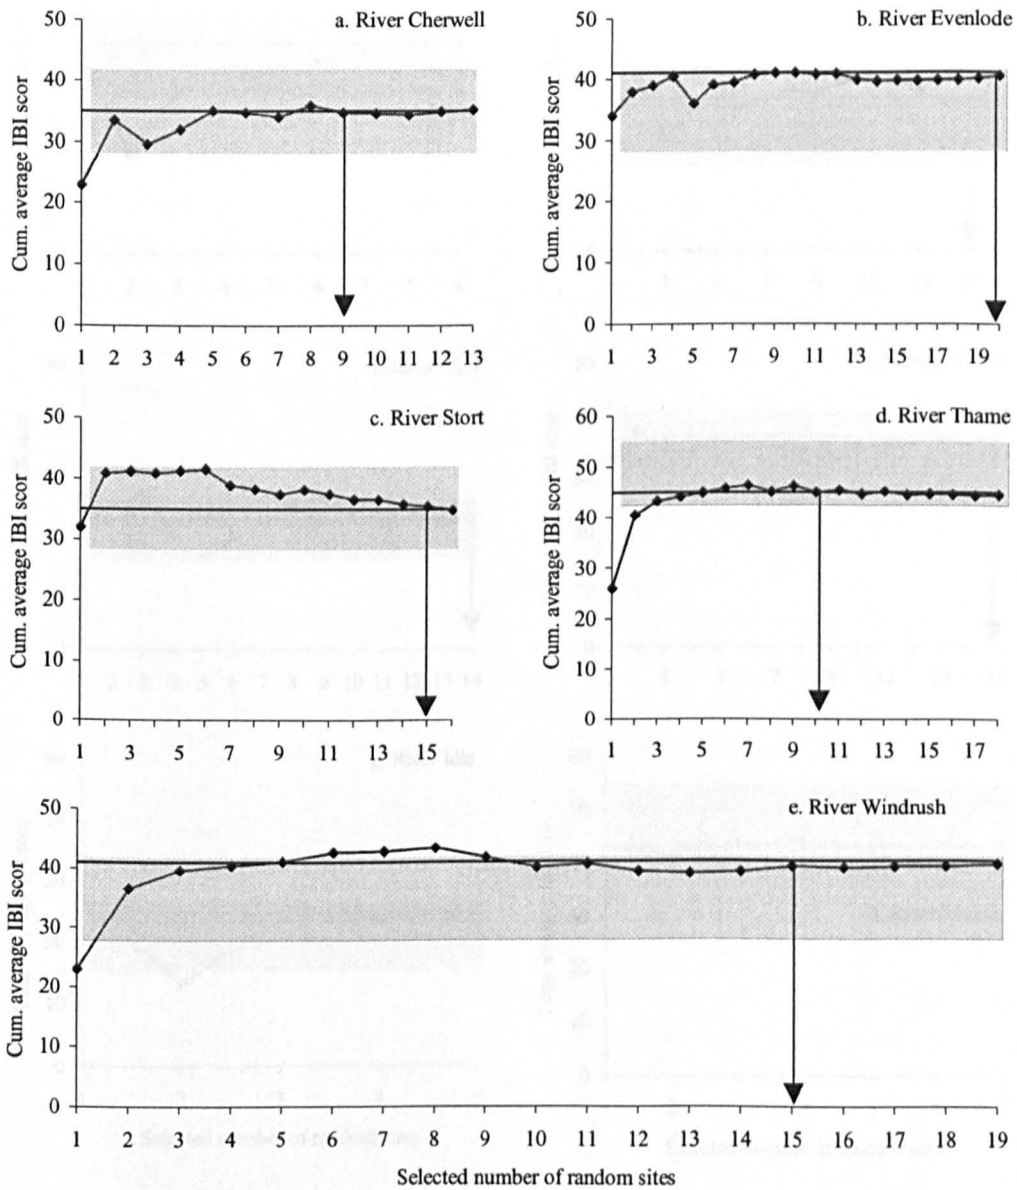 a. River Cherwell
Cum. average IBI scor
50
40
30
20
10
0
1 2 3 4 5 6 7 8 9 10 11 12 13
b. River Evenlode
Cum. average IBI scor
50
40
30
20
10
0
1 3 5 7 9 11 13 15 17 19
c. River Stort
Cum. average IBI scor
50
40
30
20
10
0
1 3 5 7 9 11 13 15
d. River Thame
Cum. average IBI scor
60
50
40
30
20
10
0
1 3 5 7 9 11 13 15 17
e. River Windrush
Cum. average IBI scor
50
40
30
20
10
0
1 2 3 4 5 6 7 8 9 10 11 12 13 14 15 16 17 18 19
Selected number of random sites